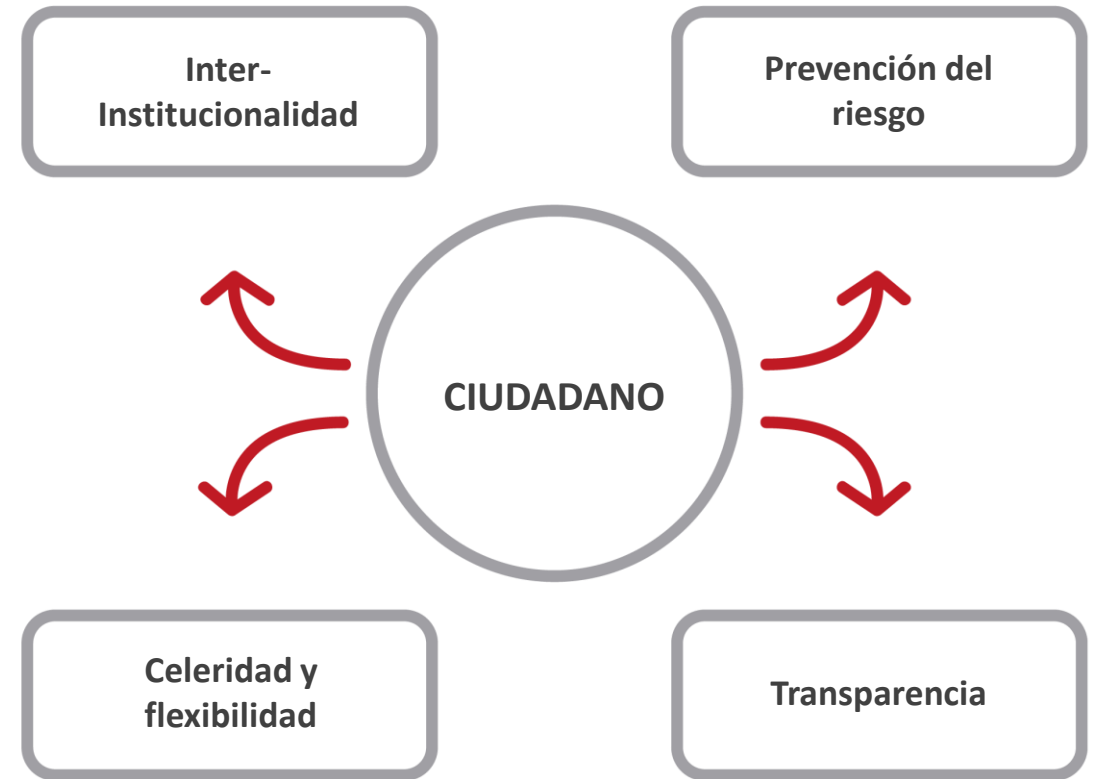 Inter-
Institucionalidad
Prevención del
riesgo
CIUDADANO
Celeridad y
flexibilidad
Transparencia